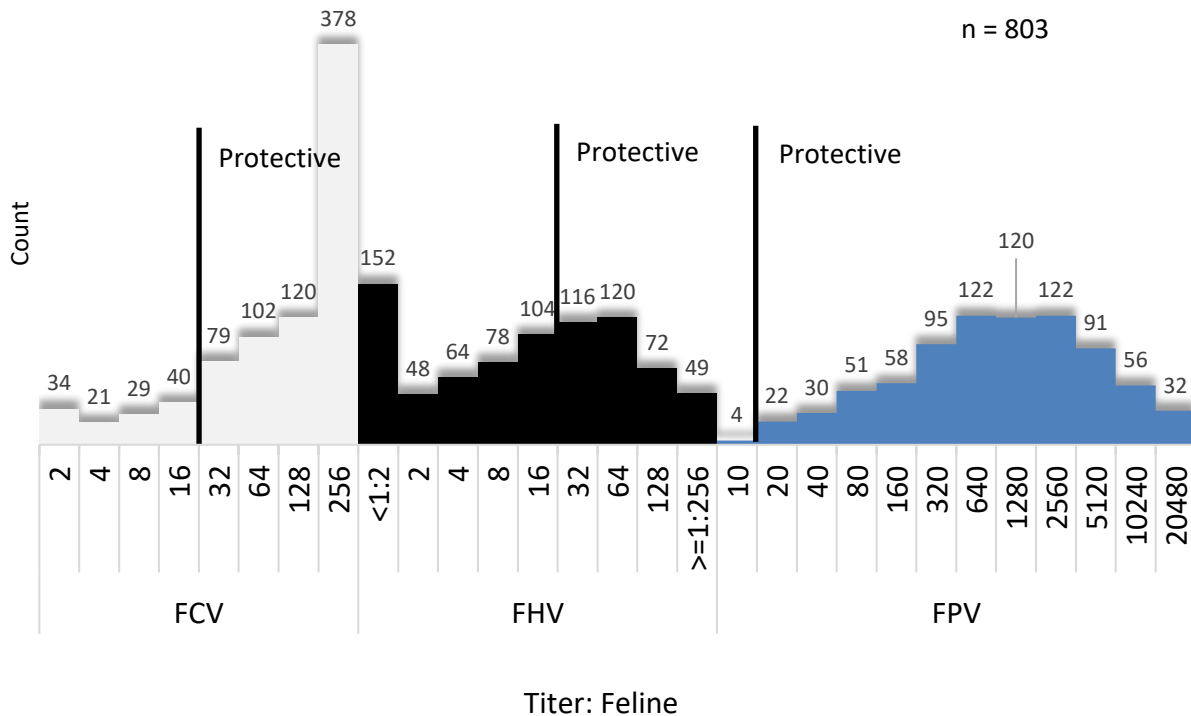 378
n = 803
Protective Protective Protective
Count
34 21 29 40 79 102 120 152 48 64 78 104 116 120 72 49 4 22 30 51 58 95 122 120 122 91 56 32
2 4 8 16 32 64 128 256 <1:2 2 4 8 16 32 64 128 >=1:256 10 20 40 80 160 320 640 1280 2560 5120 10240 20480
FCV FHV FPV
Titer: Feline